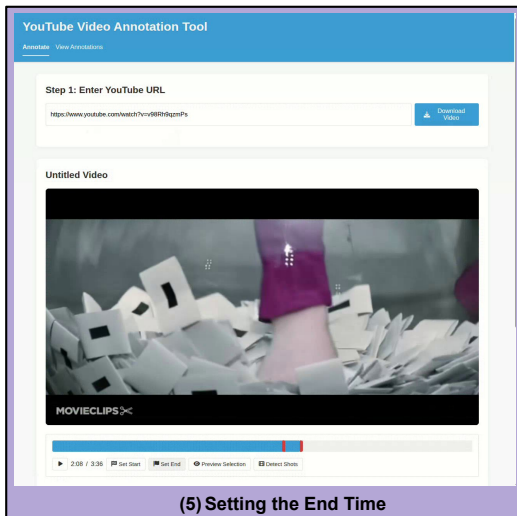 YouTube Video Annotation Tool
Annotate View Annotations
Step 1: Enter YouTube URL
https://www.youtube.com/watch?v=v98Rh9qzmPs
Download
Video
Untitled Video
MOVIECLIPS
2:08 / 3:36 Set Start Set End Preview Selection Detect Shots
(5) Setting the End Time